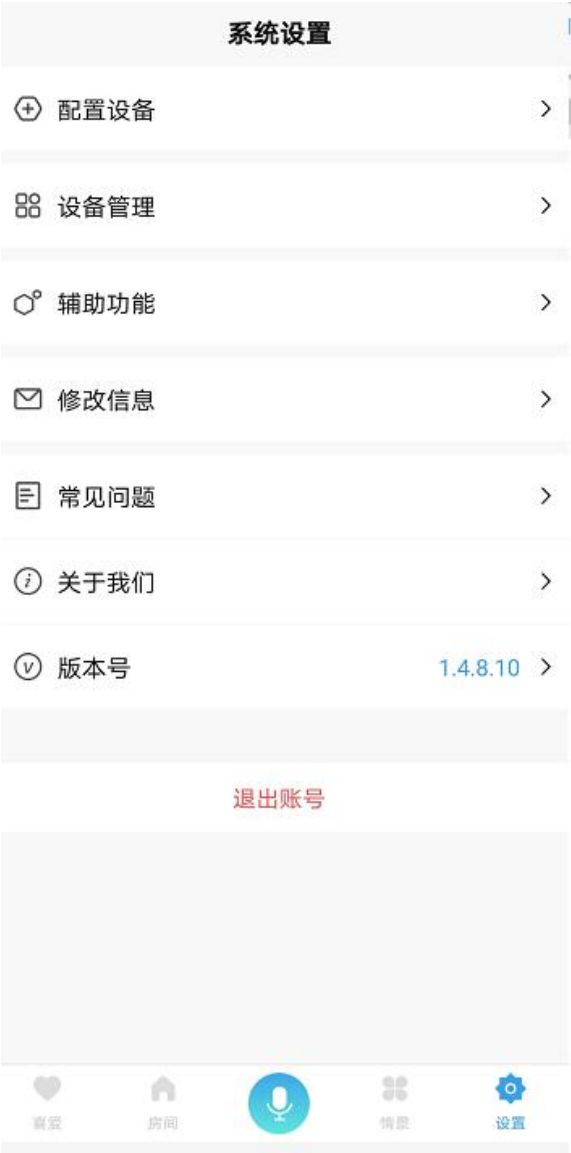 系统设置
配置设备
设备管理
辅助功能
修改信息
常见问题
关于我们
版本号 1.4.8.10
退出账号
喜爱 房间 情景 设置